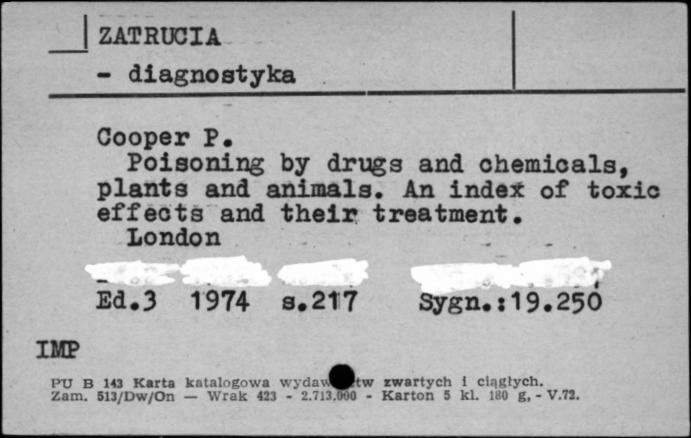 ZATRUCIA
- diagnostyka
Cooper P.
Poisoning by drugs and chemicals,
plants and animals. An index of toxic
effects and their treatment.
London
Ed.3 1974 s.217 Sygn.:19.250
IMP
PU B 143 Karta katalogowa zwartych i ciągłych.
Zam. 513/Dw/On — Wrak 423 - 2.713.000 - Karton 5 kl. 180 g, - V.72.